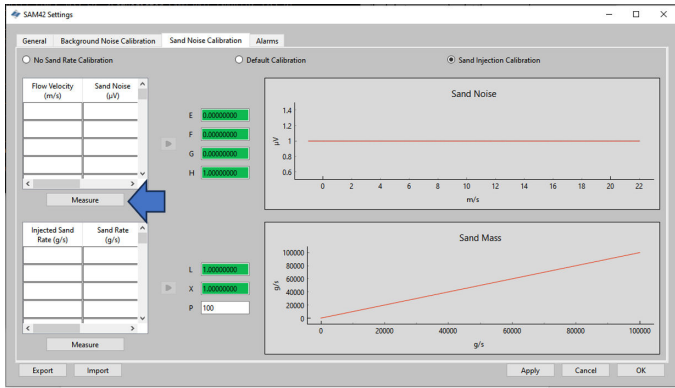 SAM42 Settings
General Background Noise Calibration Sand Noise Calibration Alarms
No Sand Rate Calibration Default Calibration Sand Injection Calibration
Flow Velocity (m/s) Sand Noise (μV)
E 0.00000000
F 0.00000000
G 0.00000000
H 1.00000000
Measure
Sand Noise
μV
1.4
1.2
1
0.8
0.6
0 2 4 6 8 10 12 14 16 18 20 22
m/s
Injected Sand Rate (g/s) Sand Rate (g/s)
L 1.00000000
X 1.00000000
P 100
Measure
Sand Mass
g/s
100000
80000
60000
40000
20000
0
0 20000 40000 60000 80000 100000
g/s
Export Import Apply Cancel OK